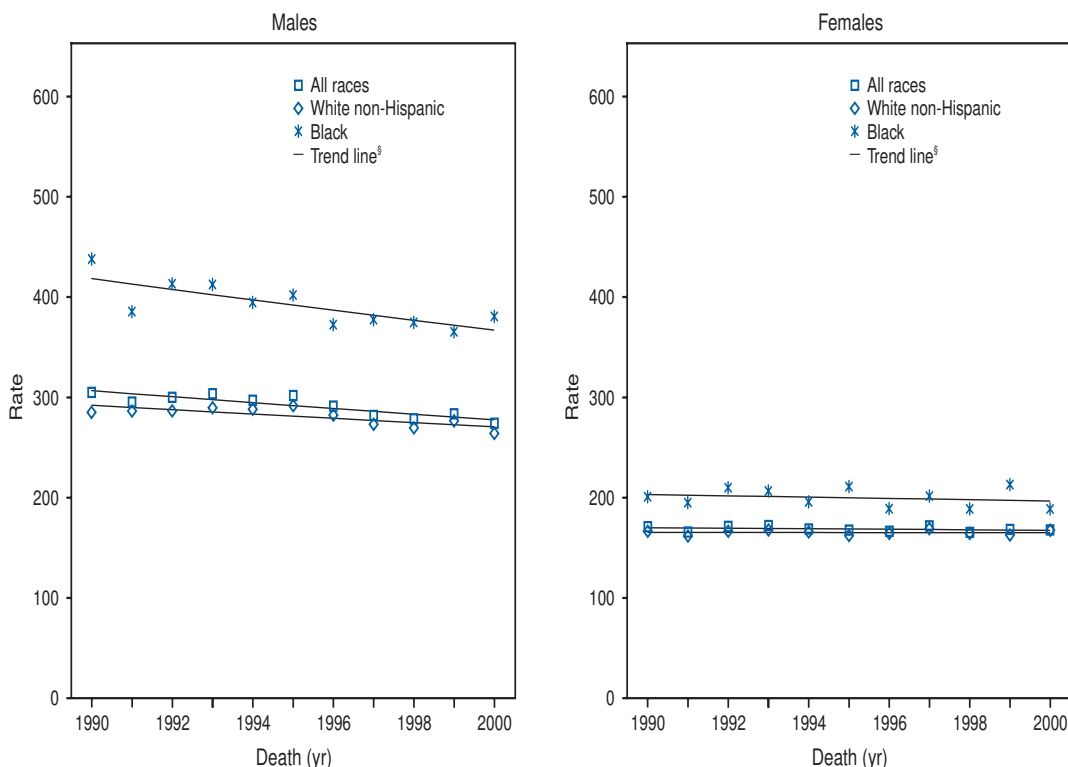 Males
All races
White non-Hispanic
Black
Trend line§
Rate
600
500
400
300
200
100
0
1990 1992 1994 1996 1998 2000
Death (yr)
Females
All races
White non-Hispanic
Black
Trend line§
Rate
600
500
400
300
200
100
0
1990 1992 1994 1996 1998 2000
Death (yr)